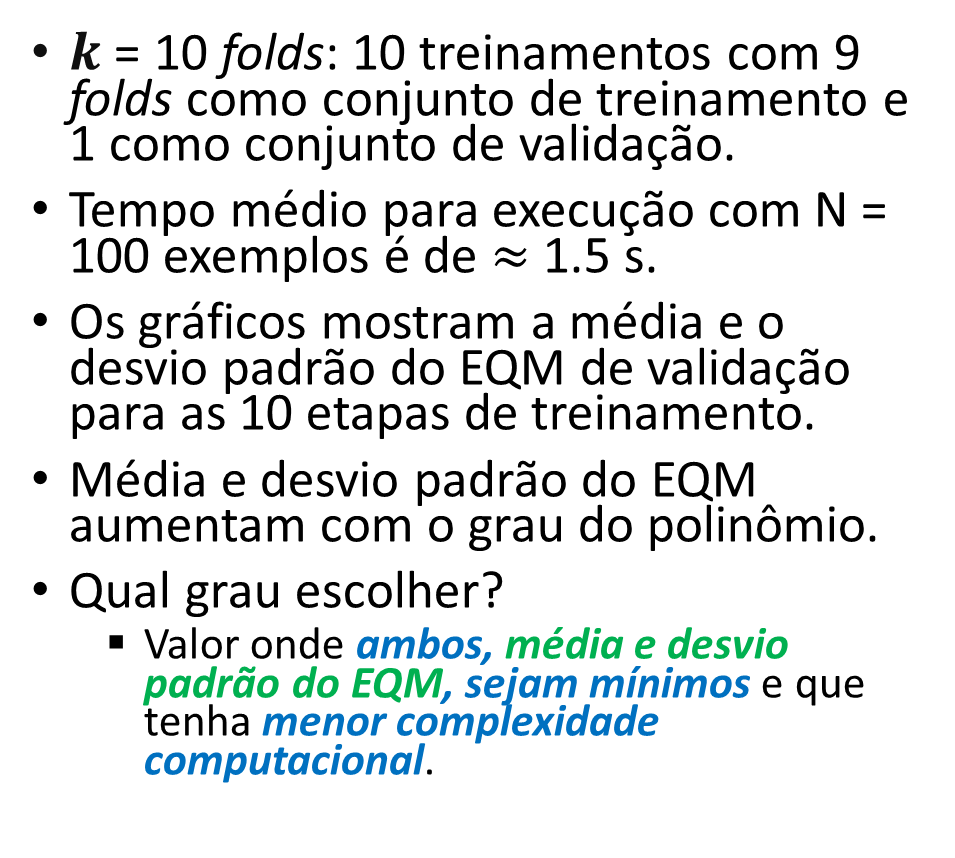 • k = 10 folds: 10 treinamentos com 9
folds como conjunto de treinamento e
1 como conjunto de validação.
• Tempo médio para execução com N =
100 exemplos é de ≈ 1.5 s.
• Os gráficos mostram a média e o
desvio padrão do EQM de validação
para as 10 etapas de treinamento.
• Média e desvio padrão do EQM
aumentam com o grau do polinômio.
• Qual grau escolher?
▪ Valor onde ambos, média e desvio
padrão do EQM, sejam mínimos e que
tenha menor complexidade
computacional.